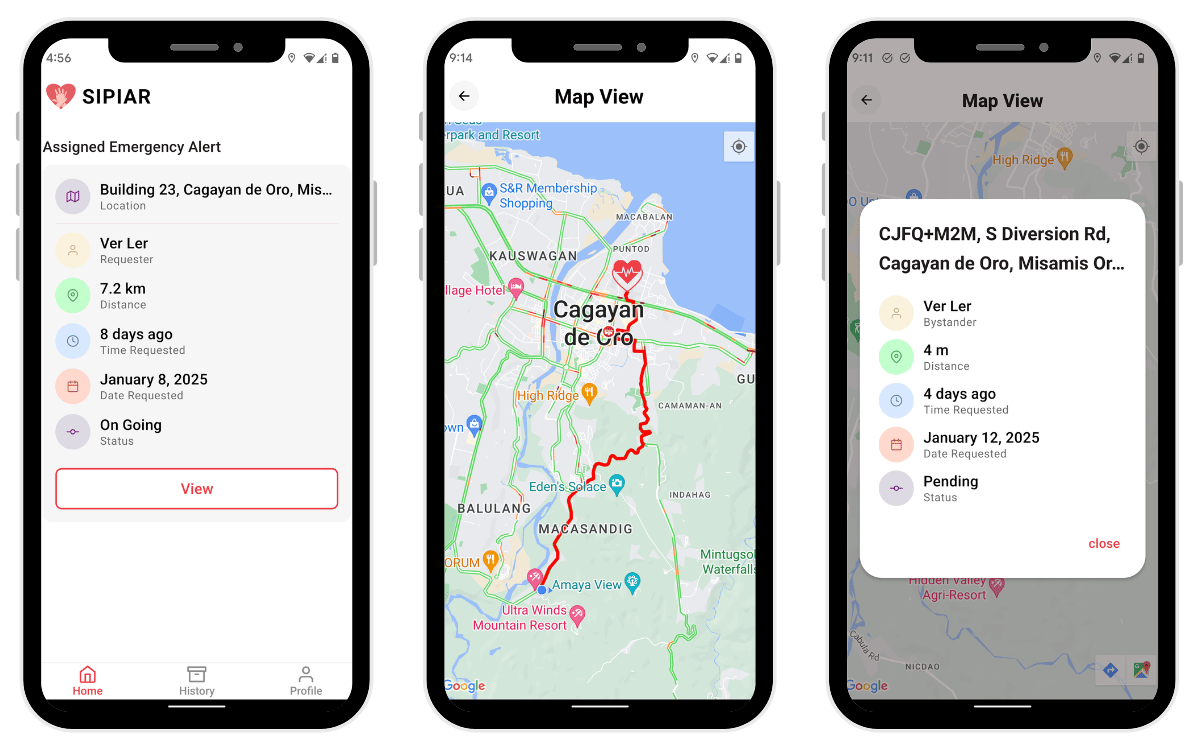 4:56
SIPIAR
Assigned Emergency Alert
Building 23, Cagayan de Oro, Mis...
Location
Ver Ler
Requester
7.2 km
Distance
8 days ago
Time Requested
January 8, 2025
Date Requested
On Going
Status
View
Home
History
Profile
9:14
Map View
erpark and Resort
UA
S&R Membership
Shopping
MACABALAN
PUNTOD
KAUSWAGAN
llage Hotel
Cagayan
de Oro
GU
High Ridge
CAMAMAN-AN
own
Eden's Solace
INDAHAG
BALULANG
MACASANDIG
ORUM
Mintugsol
Waterfalls
Amaya View
Ultra Winds
Mountain Resort
Google
9:11
Map View
High Ridge
CJFQ+M2M, S Diversion Rd,
Cagayan de Oro, Misamis Or...
Ver Ler
Bystander
4 m
Distance
4 days ago
Time Requested
January 12, 2025
Date Requested
Pending
Status
close
Hidden Valley
Agri-Resort
Cabula Rd
NICDAO
Google